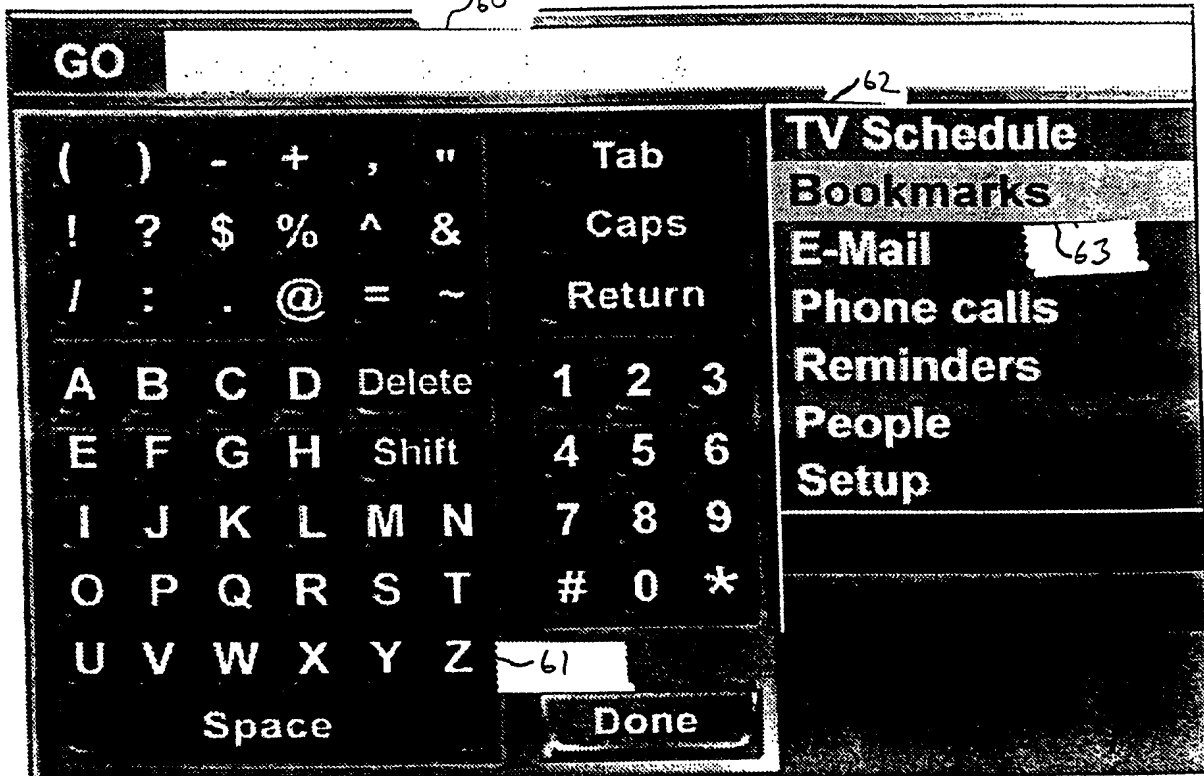 60
GO
62
( ) - + , " Tab
! ? $ % ^ & Caps
/ : . @ = ~ Return
A B C D Delete 1 2 3
E F G H Shift 4 5 6
I J K L M N 7 8 9
O P Q R S T # 0 *
U V W X Y Z 61
Space Done
TV Schedule
Bookmarks
E-Mail 63
Phone calls
Reminders
People
Setup